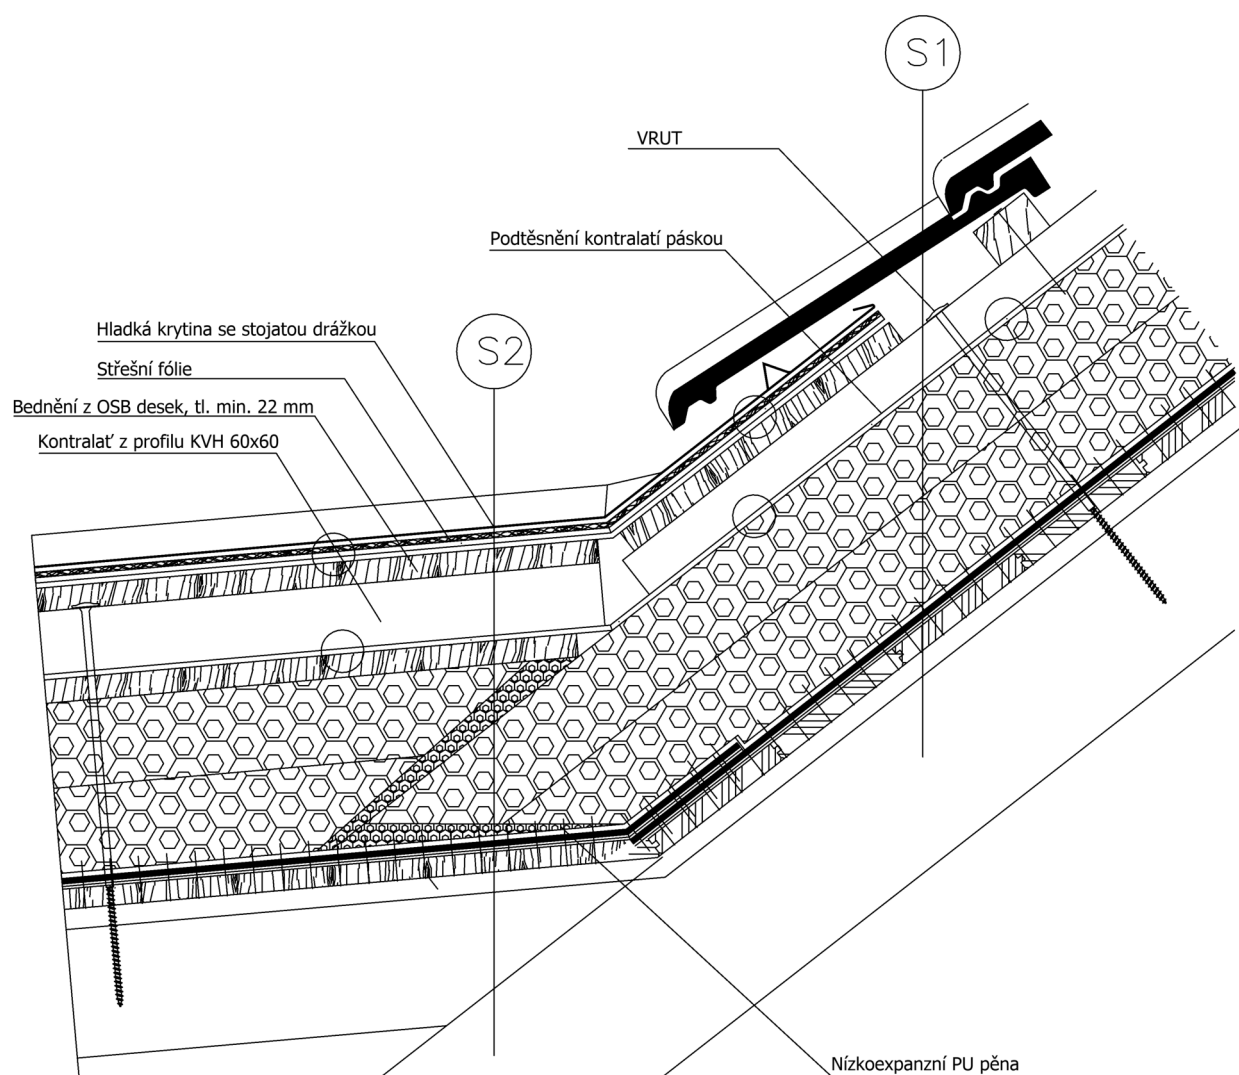 S1
VRUT
Podtěsnění kontralatí páskou
Hladká krytina se stojatou drážkou
S2
Střešní fólie
Bednění z OSB desek, tl. min. 22 mm
Kontralať z profilu KVH 60x60
Nízkoexpanzní PU pěna